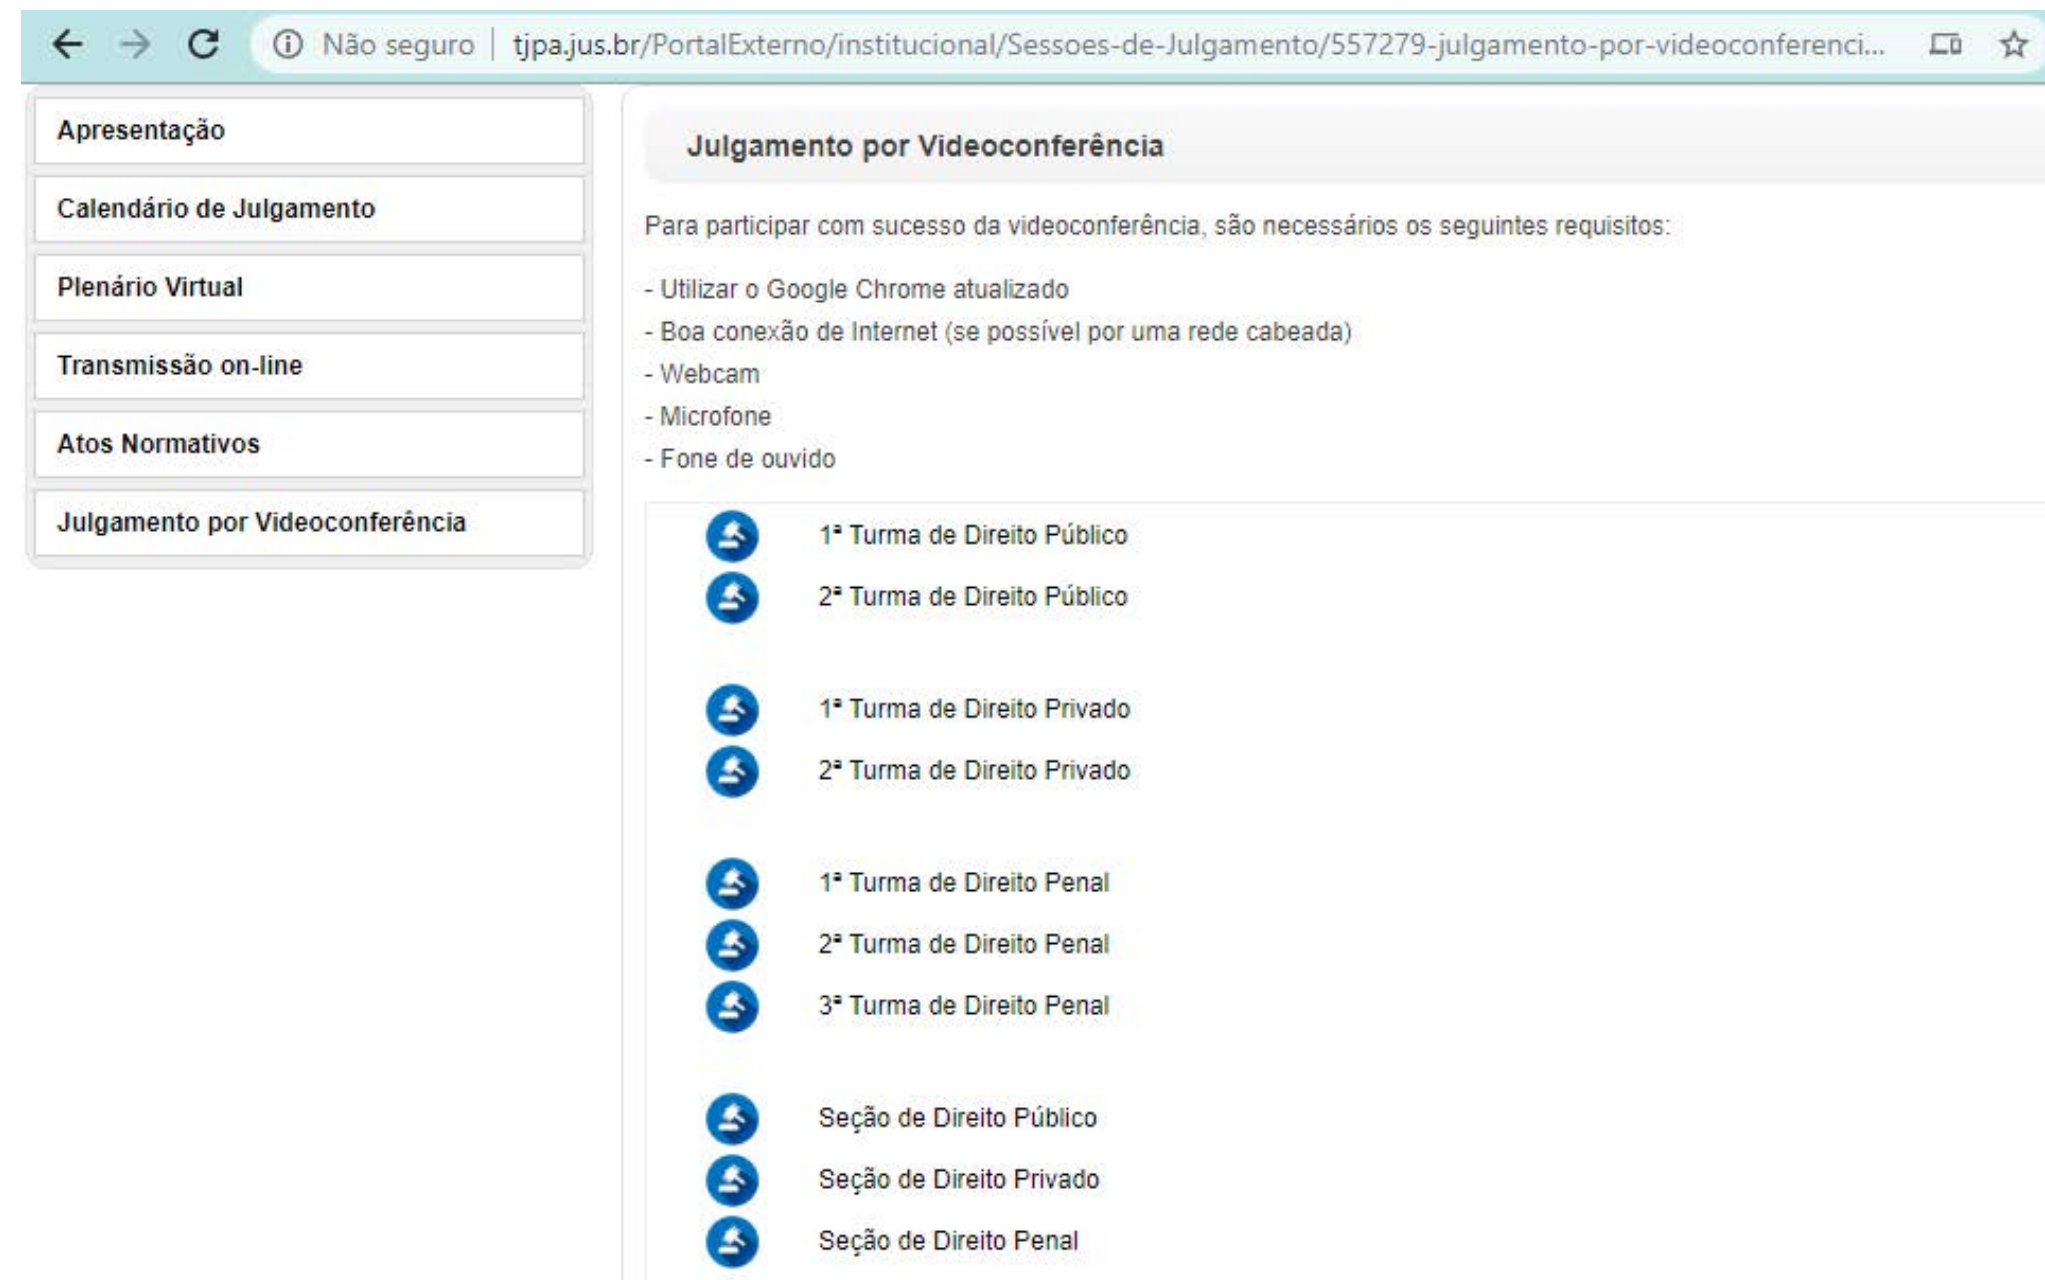 Não seguro | tjpa.jus.br/PortalExterno/institucional/Sessoes-de-Julgamento/557279-julgamento-por-videoconferenci...
Apresentação
Calendário de Julgamento
Plenário Virtual
Transmissão on-line
Atos Normativos
Julgamento por Videoconferência
Julgamento por Videoconferência
Para participar com sucesso da videoconferência, são necessários os seguintes requisitos:
- Utilizar o Google Chrome atualizado
- Boa conexão de Internet (se possível por uma rede cabeada)
- Webcam
- Microfone
- Fone de ouvido
1ª Turma de Direito Público
2ª Turma de Direito Público
1ª Turma de Direito Privado
2ª Turma de Direito Privado
1ª Turma de Direito Penal
2ª Turma de Direito Penal
3ª Turma de Direito Penal
Seção de Direito Público
Seção de Direito Privado
Seção de Direito Penal